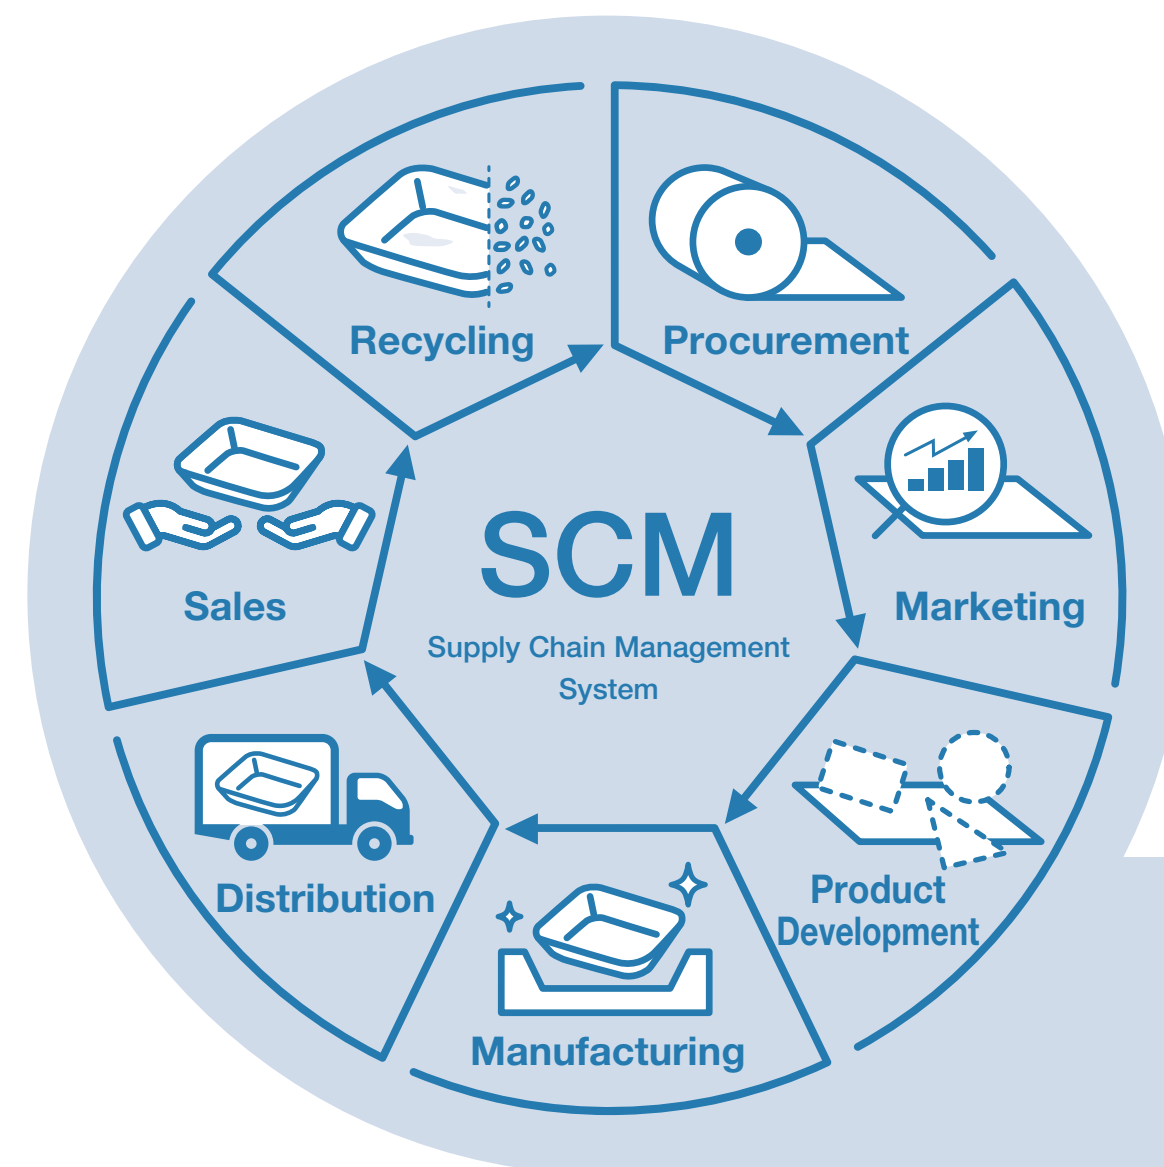 Recycling
Procurement
SCM
Supply Chain Management
System
Sales
Marketing
Distribution
Product
Development
Manufacturing